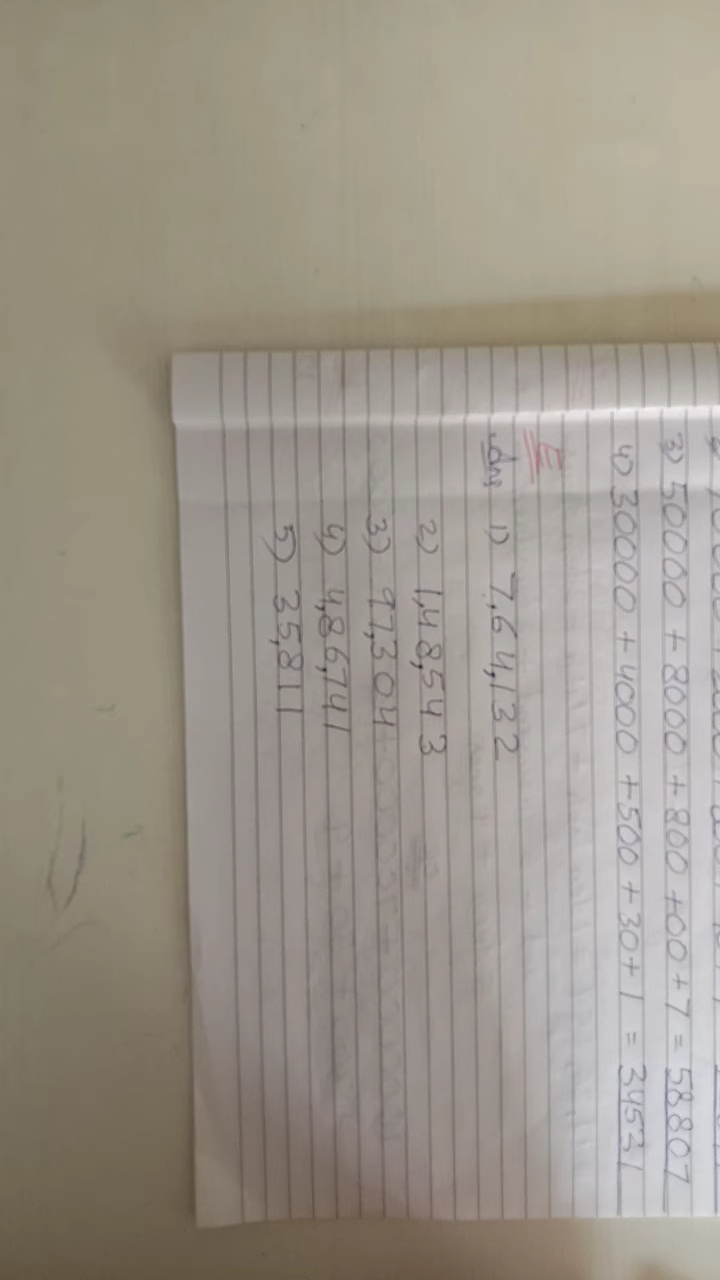 3) 50000 + 8000 + 800 + 00 + 7 = 58807
4) 30000 + 4000 + 500 + 30 + 1 = 34531
E
Ans 1) 7,64,132
2) 1,48,543
3) 97,304
4) 4,86,741
5) 35,811